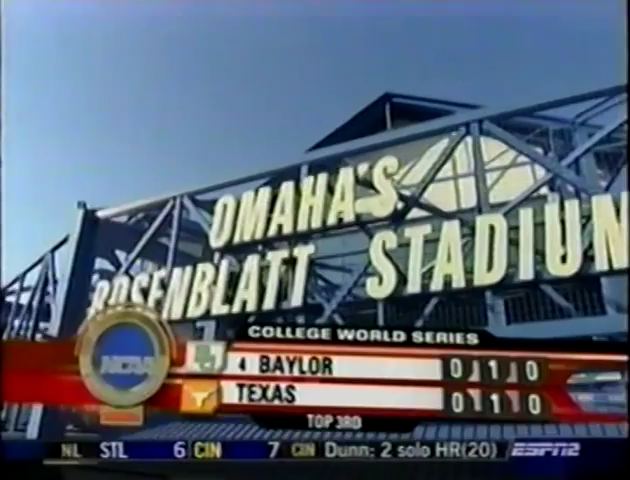 OMAHA'S
ROSENBLATT STADIUM
COLLEGE WORLD SERIES
NCAA
4 BAYLOR 0 1 0
TEXAS 0 1 0
TOP 3RD
NL STL 6 CIN 7 CIN Dunn: 2 solo HR(20) ESPN2